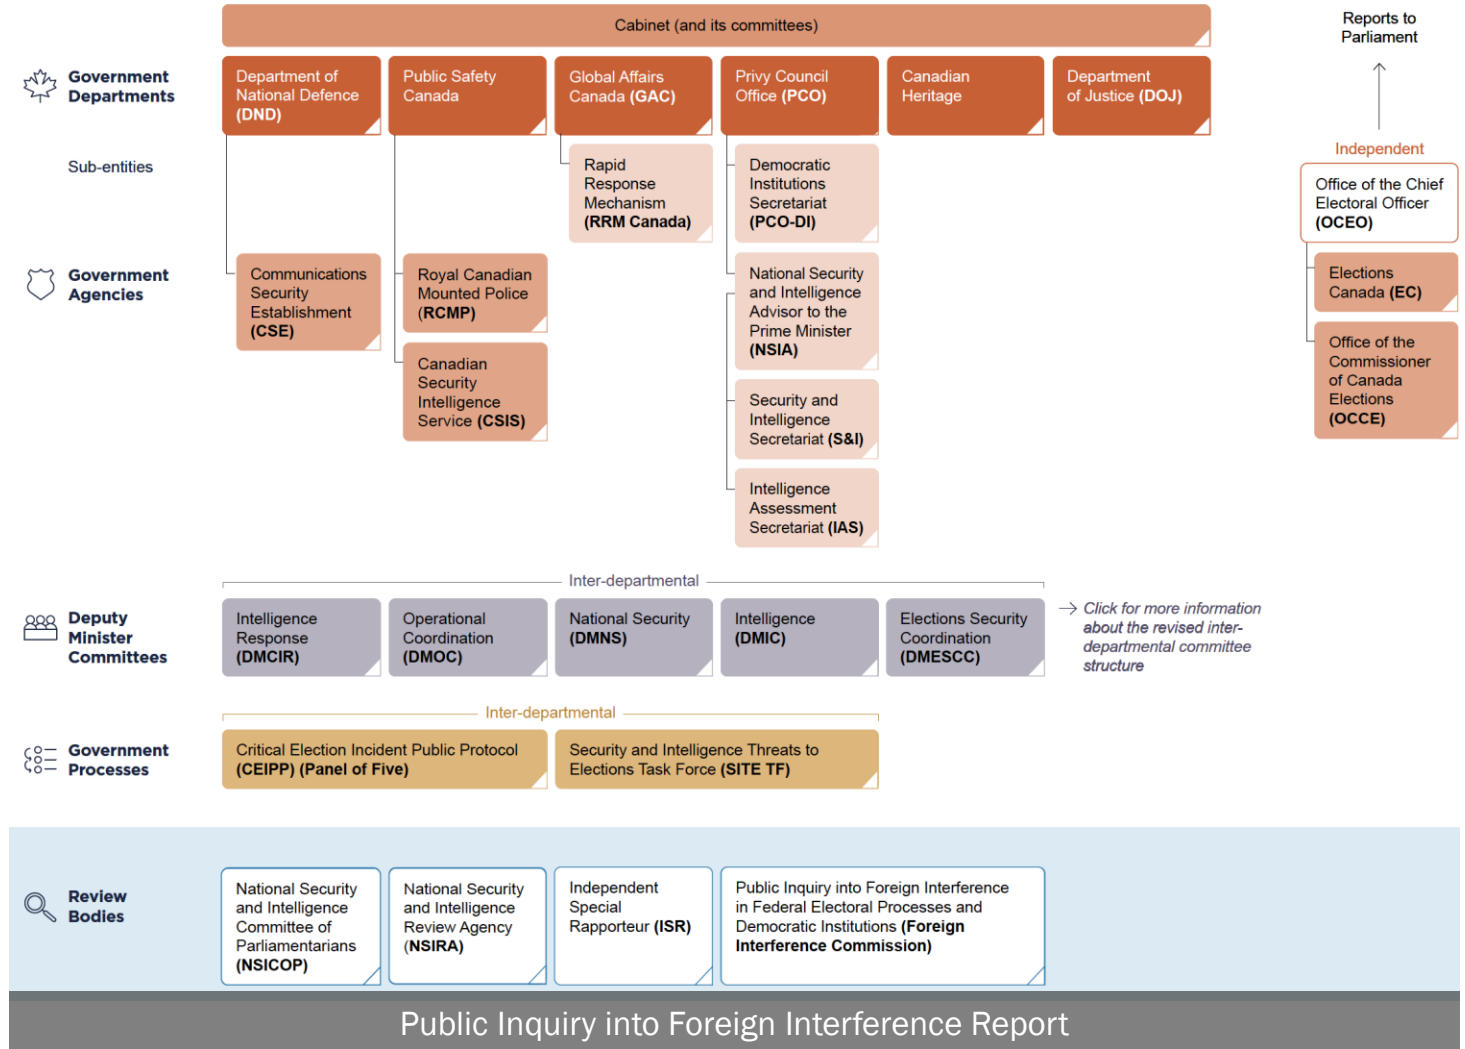 Cabinet (and its committees)
Reports to
Parliament
Government
Departments
Department of
National Defence
(DND)
Public Safety
Canada
Global Affairs
Canada (GAC)
Privy Council
Office (PCO)
Canadian
Heritage
Department
of Justice (DOJ)
Independent
Sub-entities
Rapid
Response
Mechanism
(RRM Canada)
Democratic
Institutions
Secretariat
(PCO-DI)
Office of the Chief
Electoral Officer
(OCEO)
Government
Agencies
Communications
Security
Establishment
(CSE)
Royal Canadian
Mounted Police
(RCMP)
Canadian
Security
Intelligence
Service (CSIS)
National Security
and Intelligence
Advisor to the
Prime Minister
(NSIA)
Security and
Intelligence
Secretariat (S&I)
Intelligence
Assessment
Secretariat (IAS)
Elections
Canada (EC)
Office of the
Commissioner
of Canada
Elections
(OCCE)
Inter-departmental
Deputy
Minister
Committees
Intelligence
Response
(DMCIR)
Operational
Coordination
(DMOC)
National Security
(DMNS)
Intelligence
(DMIC)
Elections Security
Coordination
(DMESCC)
Click for more information
about the revised inter-
departmental committee
structure
Inter-departmental
Government
Processes
Critical Election Incident Public Protocol
(CEIPP) (Panel of Five)
Security and Intelligence Threats to
Elections Task Force (SITE TF)
Review
Bodies
National Security
and Intelligence
Committee of
Parliamentarians
(NSICOP)
National Security
and Intelligence
Review Agency
(NSIRA)
Independent
Special
Rapporteur (ISR)
Public Inquiry into Foreign Interference
in Federal Electoral Processes and
Democratic Institutions (Foreign
Interference Commission)
Public Inquiry into Foreign Interference Report